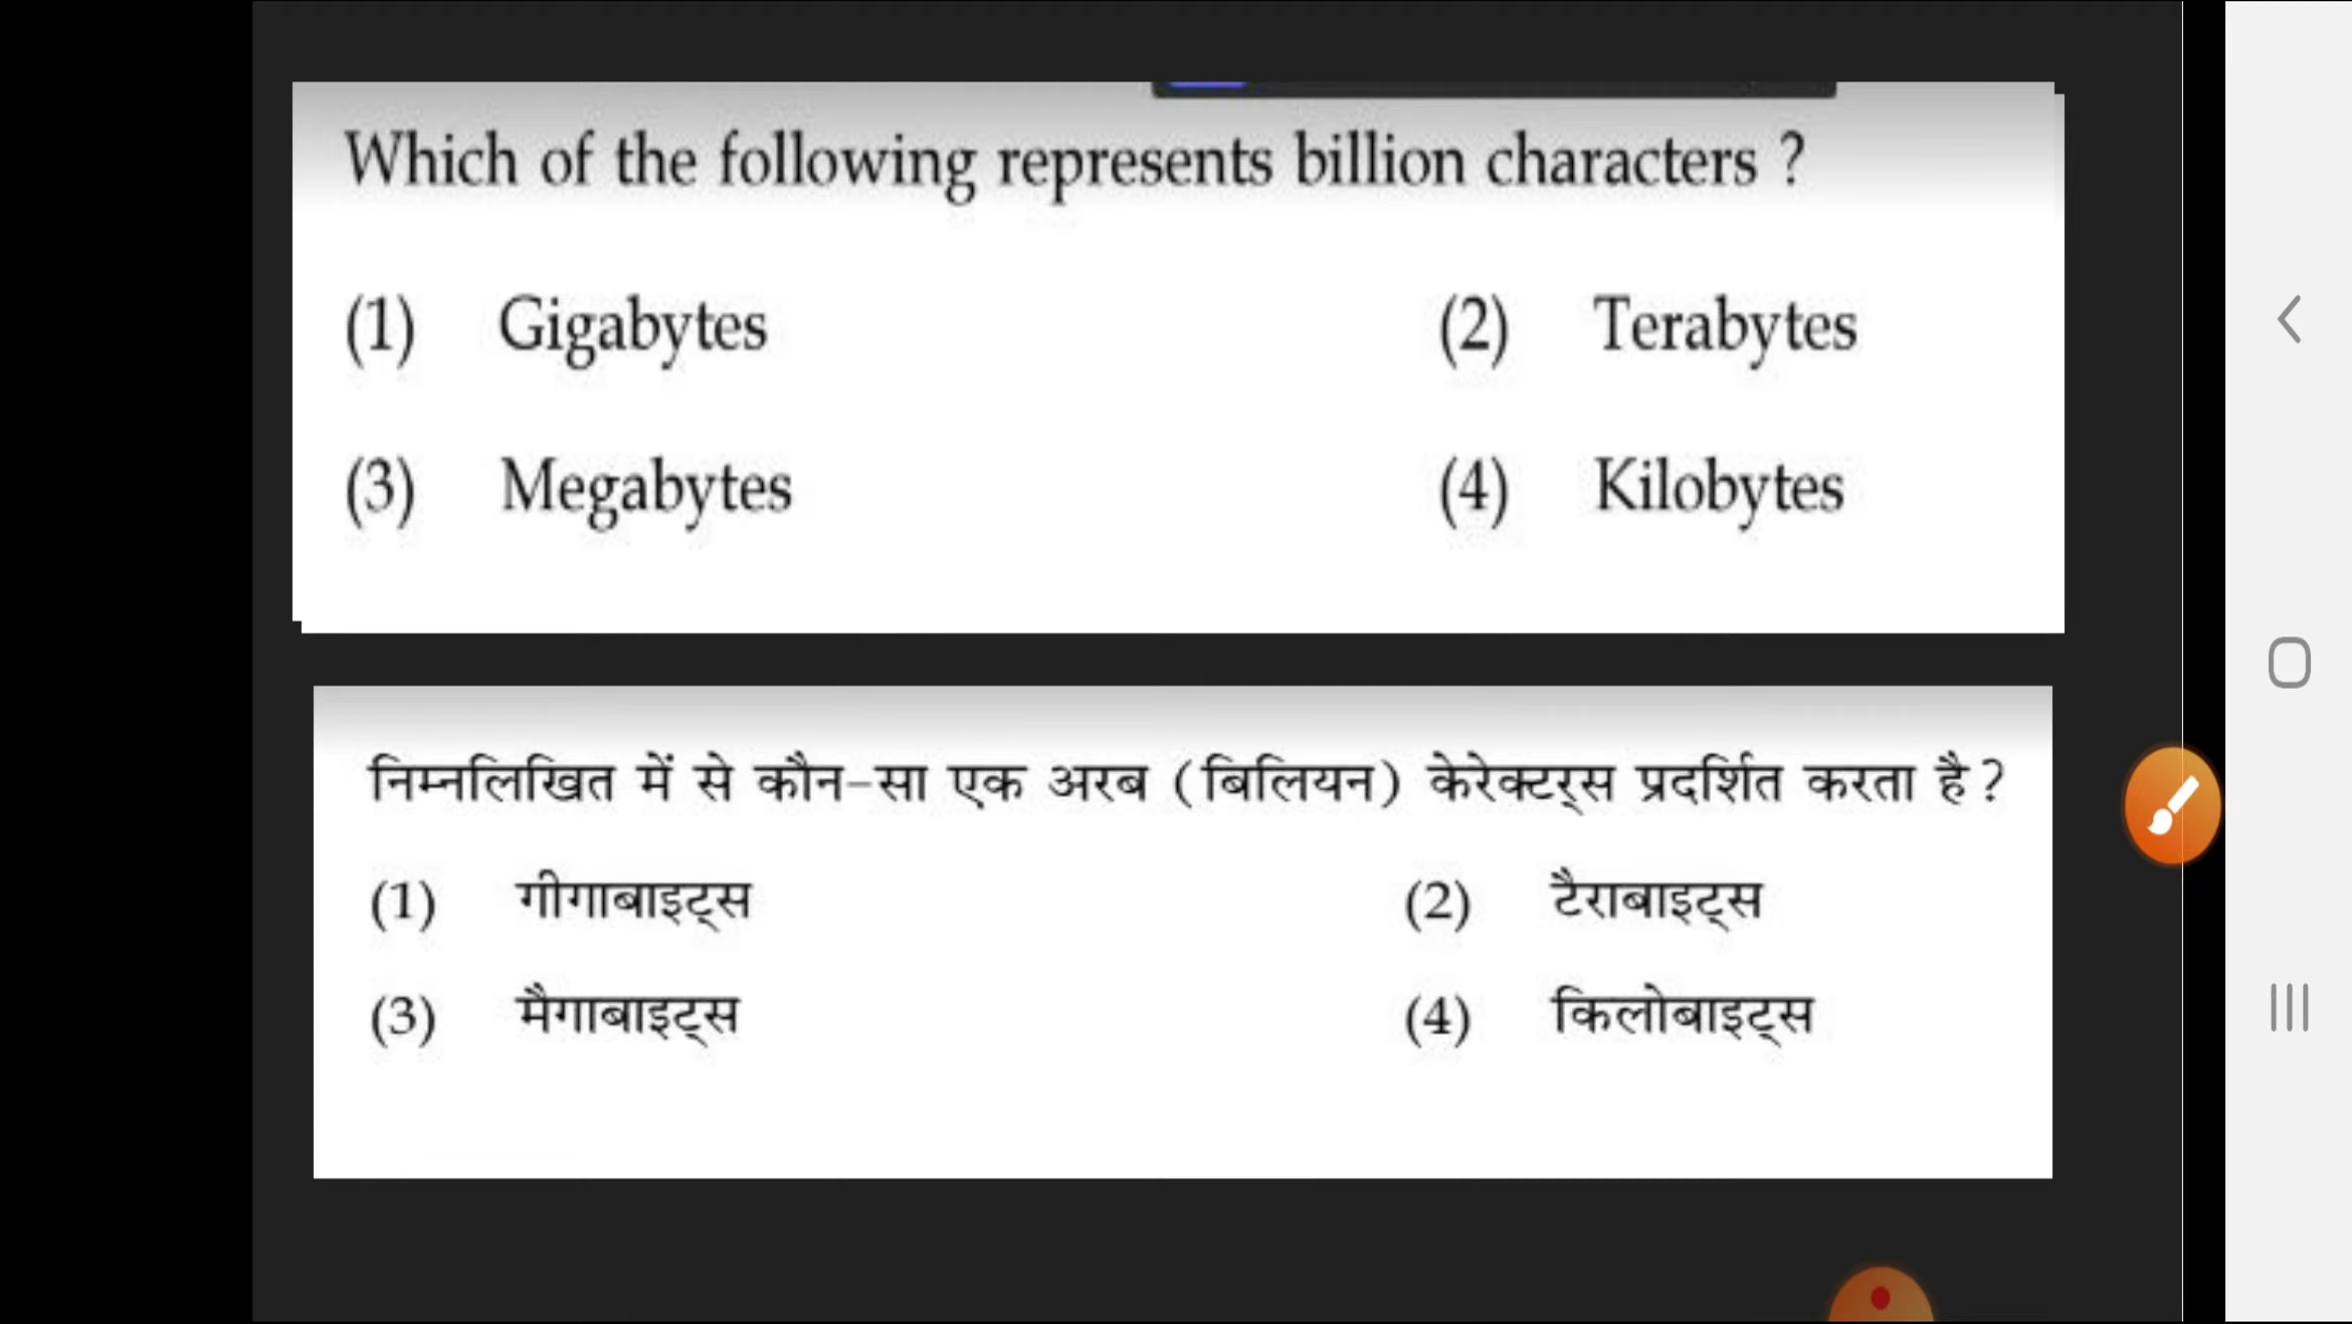 Which of the following represents billion characters ?
(1) Gigabytes (2) Terabytes
(3) Megabytes (4) Kilobytes
निम्नलिखित में से कौन-सा एक अरब (बिलियन) केरेक्टर्स प्रदर्शित करता है?
(1) गीगाबाइट्स (2) टैराबाइट्स
(3) मैगाबाइट्स (4) किलोबाइट्स